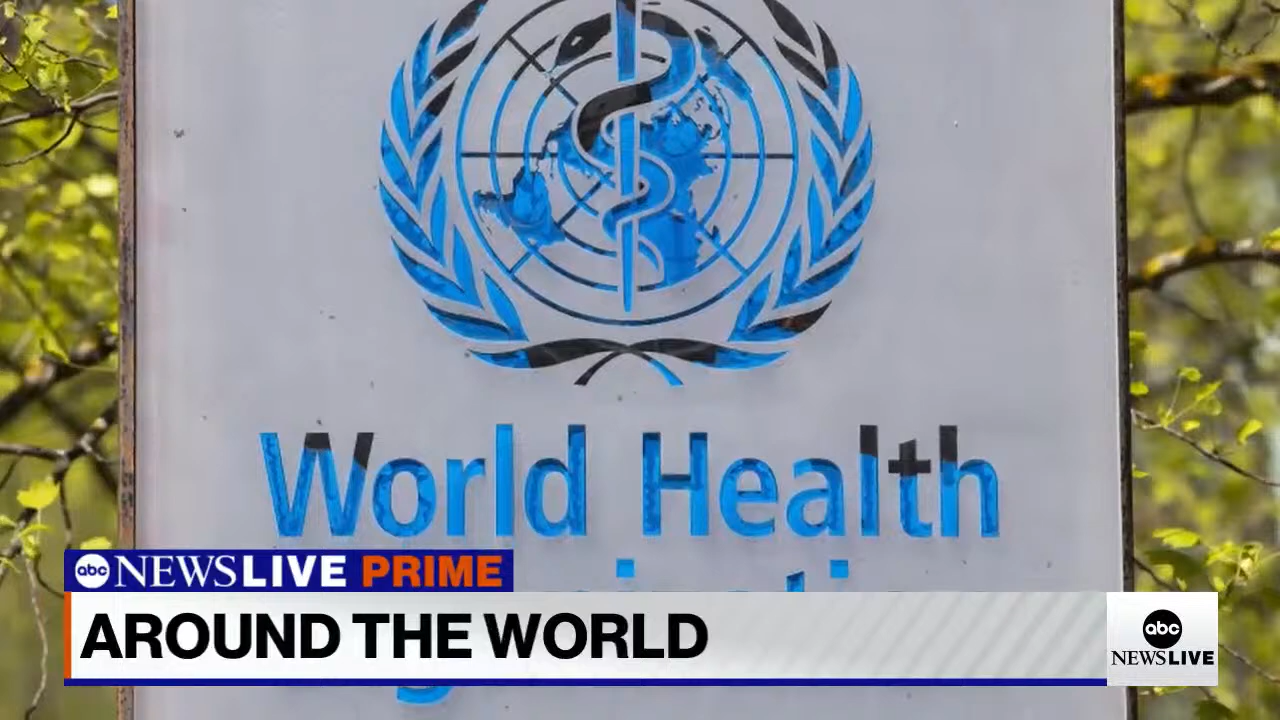 World Health
abc NEWS LIVE PRIME
AROUND THE WORLD
abc
NEWS LIVE